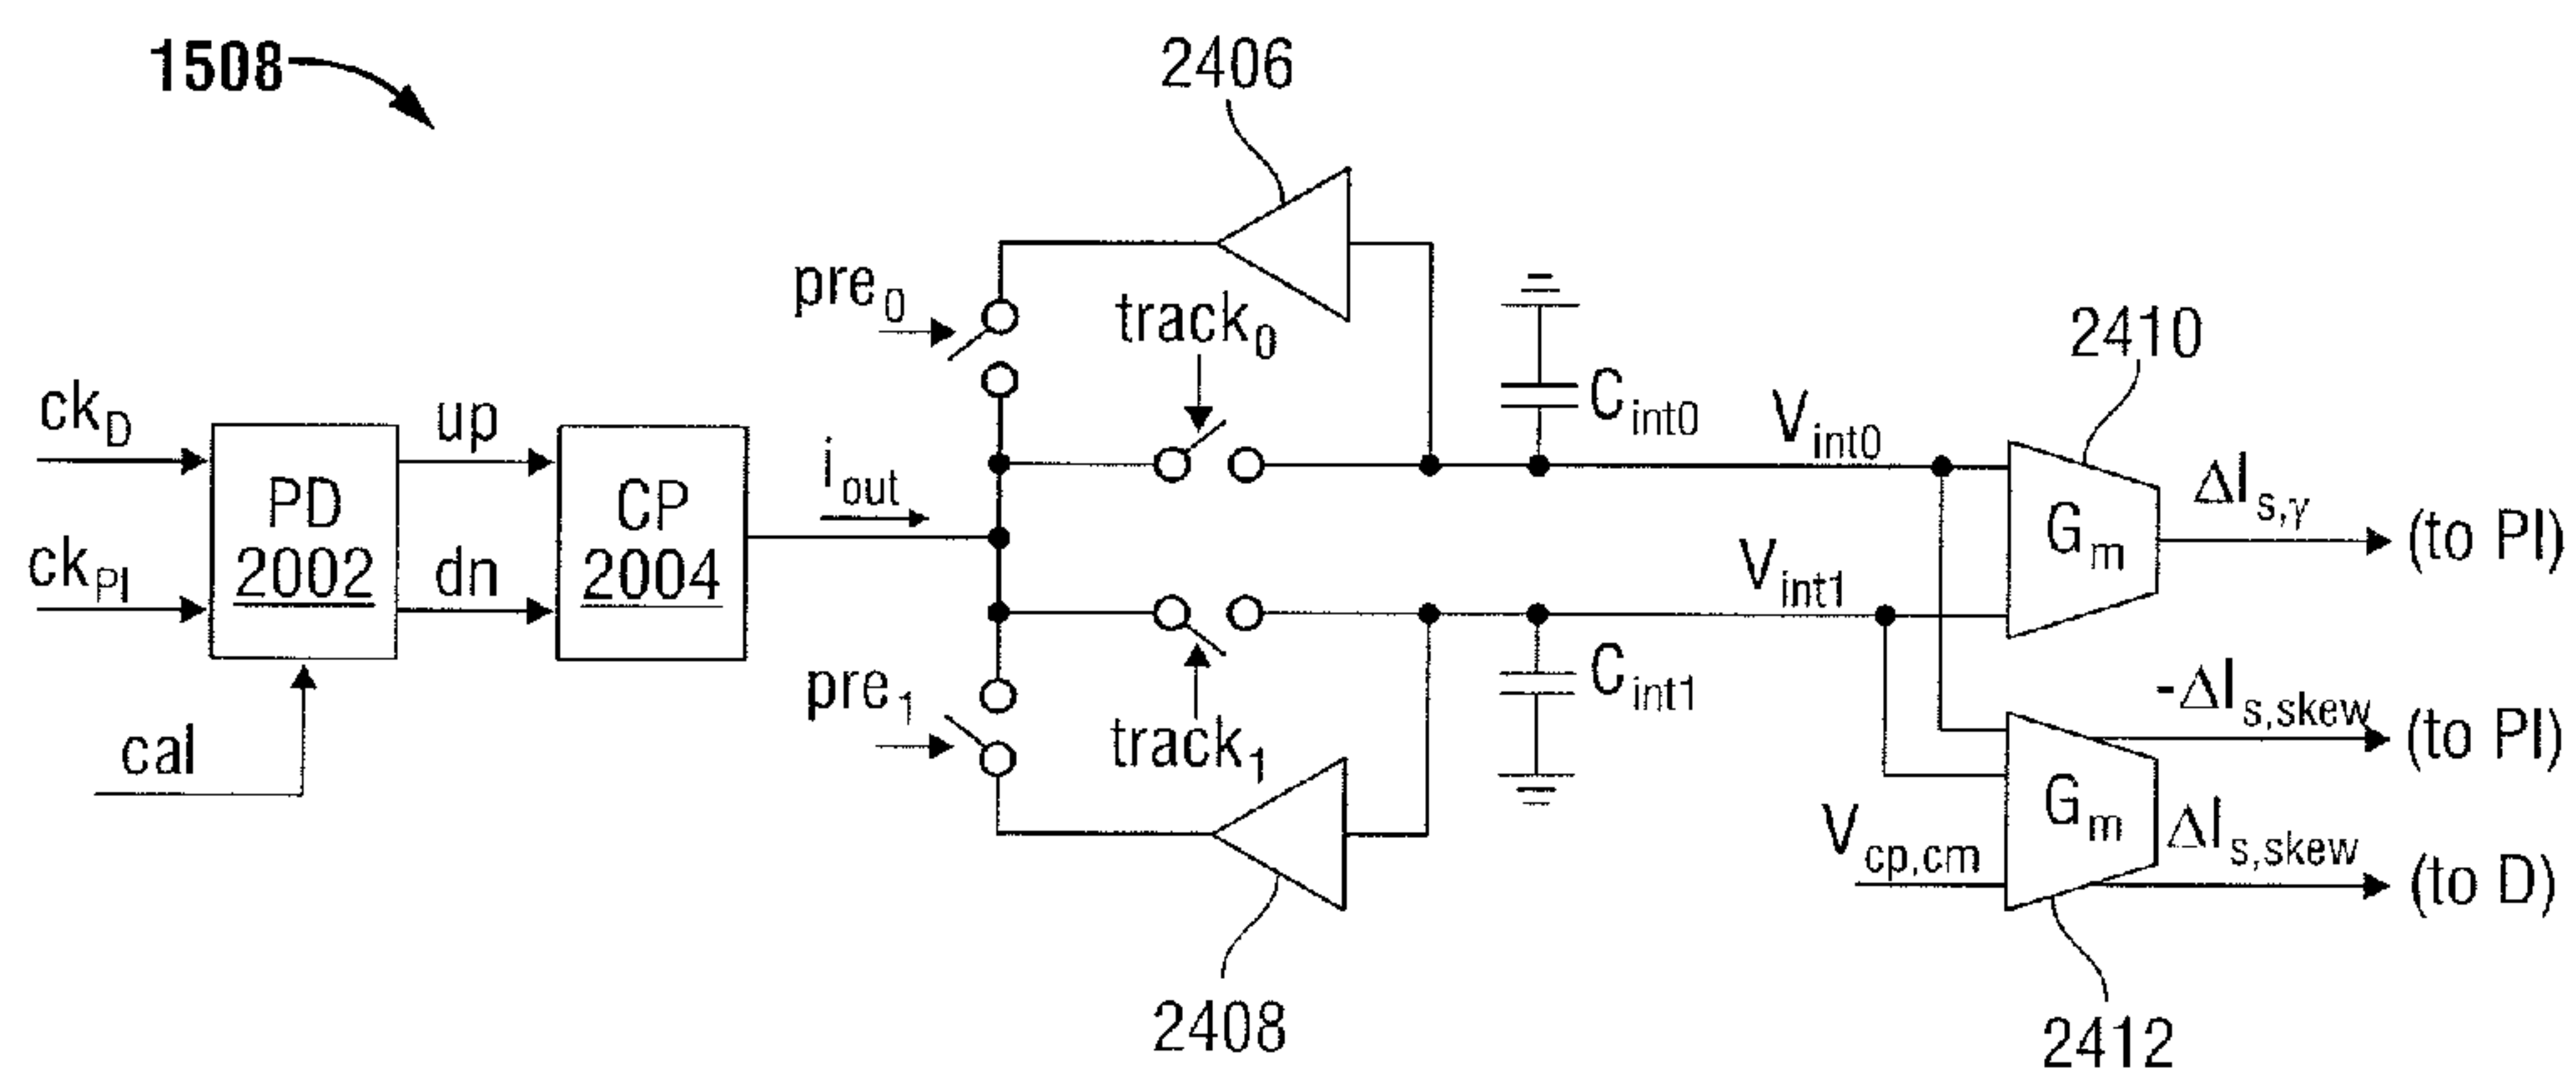 1508
2406
pre0
track0
2410
ckD
up
iout
Cint0
Vint0
ΔIs,γ
(to PI)
PD
2002
CP
2004
Gm
ckPI
dn
Vint1
pre1
track1
Cint1
-ΔIs,skew
(to PI)
cal
Gm
Vcp,cm
ΔIs,skew
(to D)
2408
2412